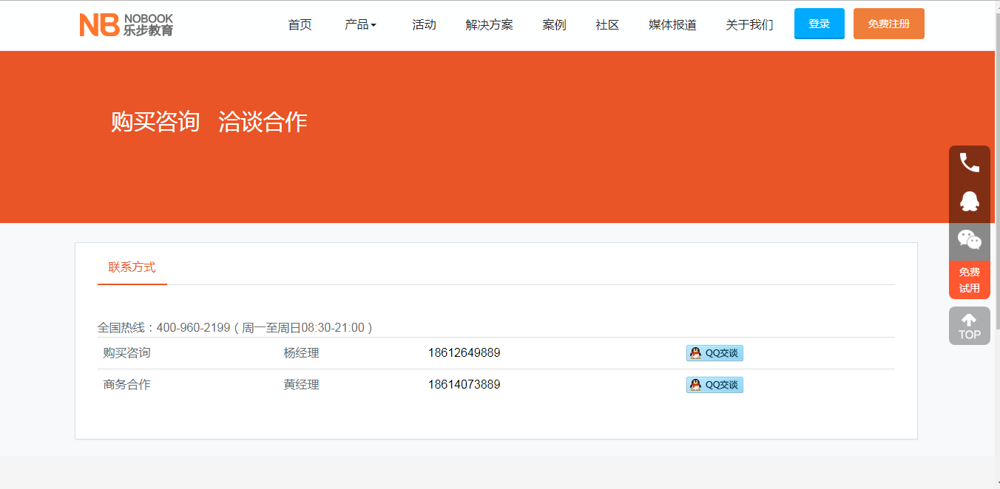 NB NOBOOK
乐步教育
首页 产品 活动 解决方案 案例 社区 媒体报道 关于我们 登录 免费注册
购买咨询 洽谈合作
联系方式
全国热线：400-960-2199（周一至周日08:30-21:00）
购买咨询 杨经理 18612649889 QQ交谈
商务合作 黄经理 18614073889 QQ交谈
免费
试用
TOP